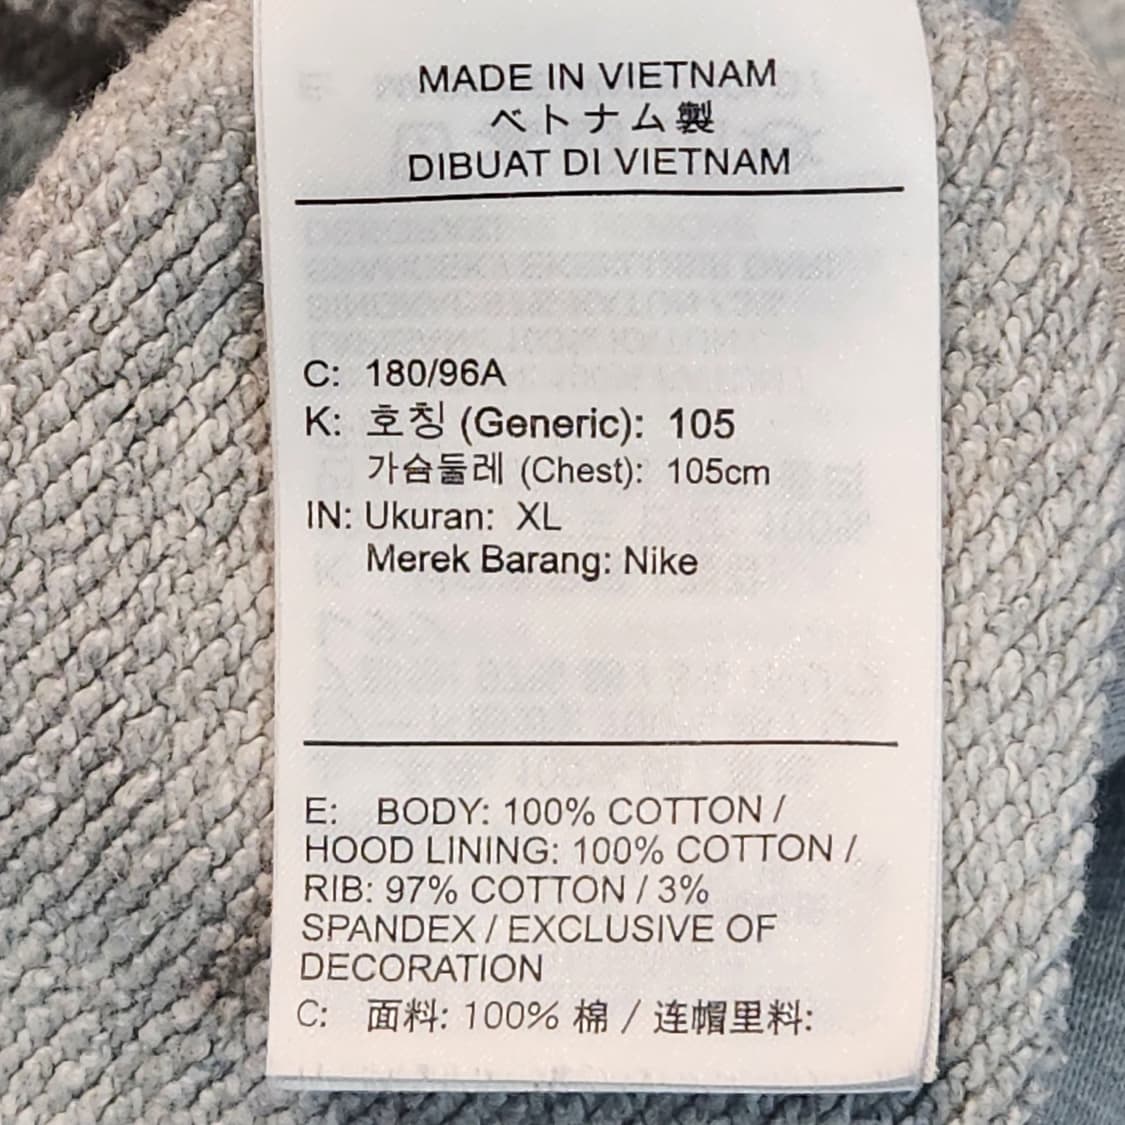 MADE IN VIETNAM
ベトナム製
DIBUAT DI VIETNAM
C: 180/96A
K: 호칭 (Generic): 105
가슴둘레 (Chest): 105cm
IN: Ukuran: XL
Merek Barang: Nike
E: BODY: 100% COTTON /
HOOD LINING: 100% COTTON /
RIB: 97% COTTON / 3%
SPANDEX / EXCLUSIVE OF
DECORATION
C: 面料: 100% 棉 / 连帽里料: